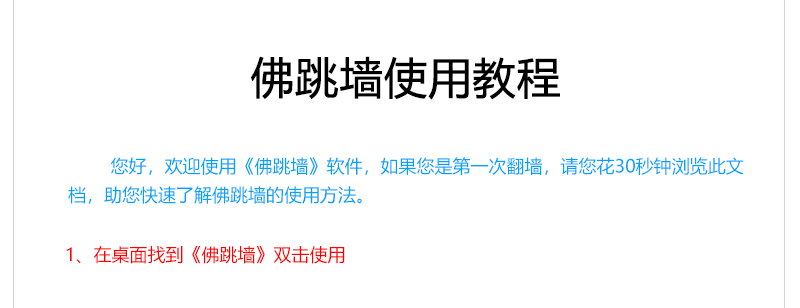 佛跳墙使用教程
您好，欢迎使用《佛跳墙》软件，如果您是第一次翻墙，请您花30秒钟浏览此文
档，助您快速了解佛跳墙的使用方法。
1、在桌面找到《佛跳墙》双击使用